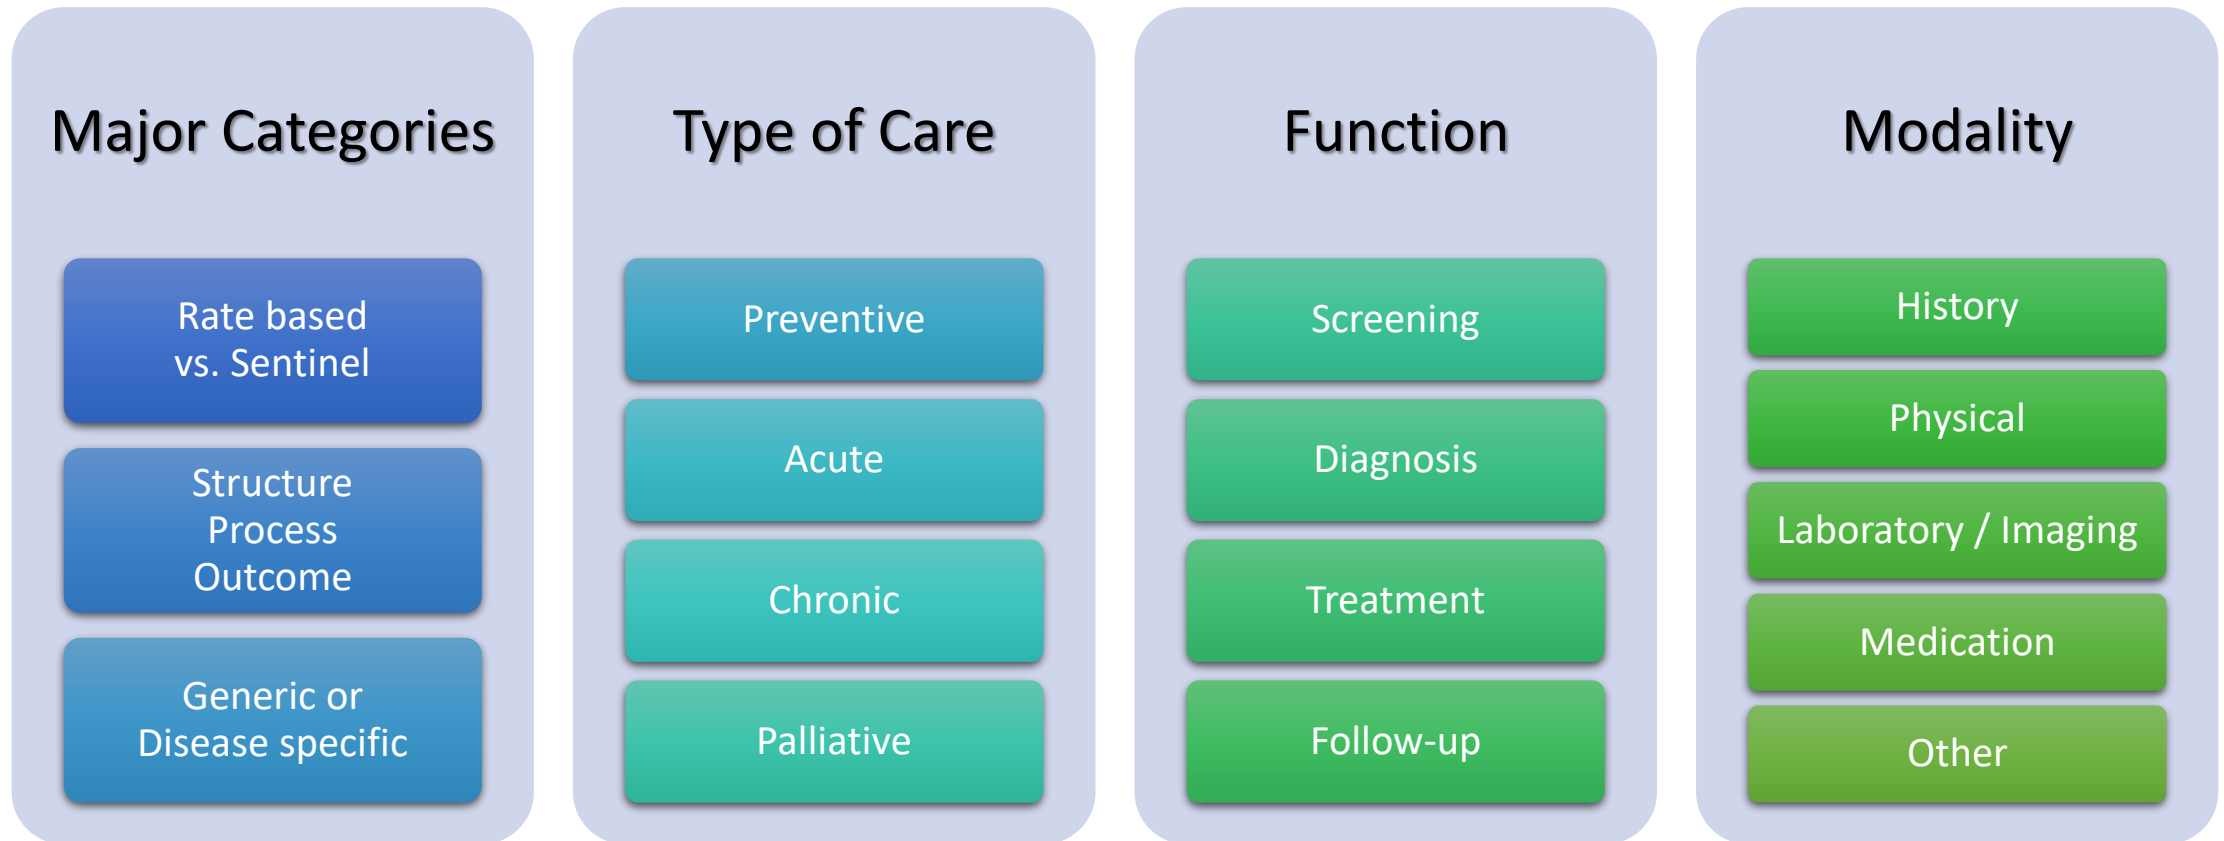 Major Categories
Rate based
vs. Sentinel
Structure
Process
Outcome
Generic or
Disease specific
Type of Care
Preventive
Acute
Chronic
Palliative
Function
Screening
Diagnosis
Treatment
Follow-up
Modality
History
Physical
Laboratory / Imaging
Medication
Other